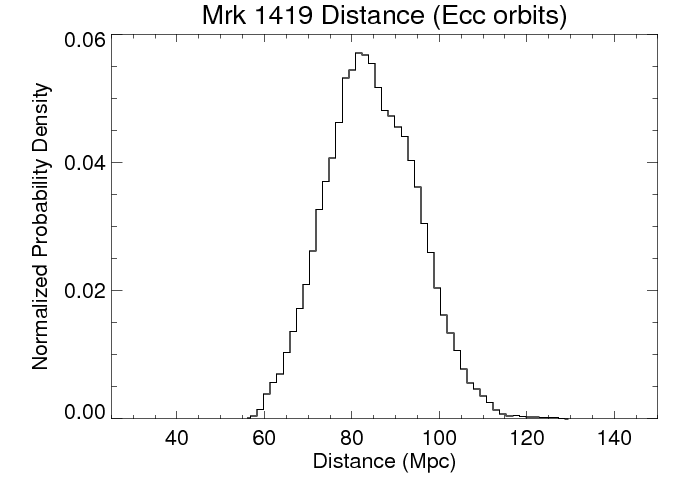 Mrk 1419 Distance (Ecc orbits)
0.06
0.04
0.02
0.00
Normalized Probability Density
40 60 80 100 120 140
Distance (Mpc)